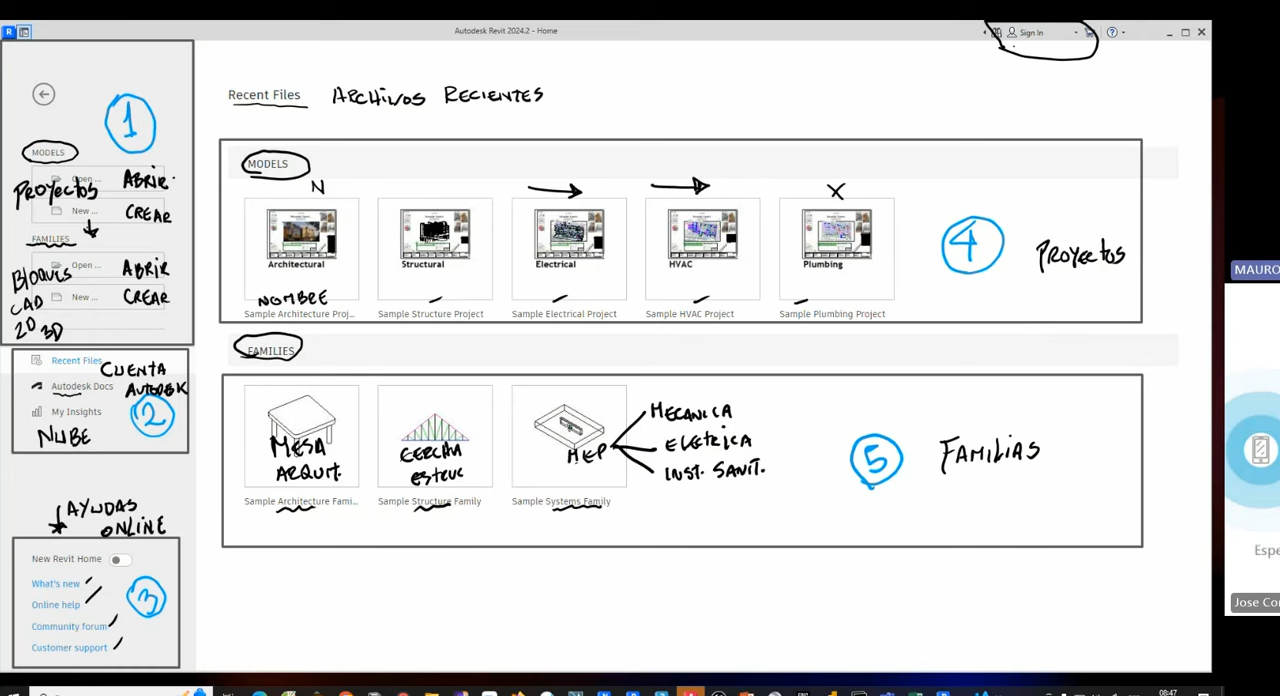 R
Autodesk Revit 2024.2 - Home
Sign In
Recent Files ARCHIVOS RECIENTES
1
MODELS
Open ... ABRIR
PROYECTOS
New ... CREAR
FAMILIES
Open ... ABRIR
BLOQUES
New ... CREAR
CAD
2D 3D
Recent Files
CUENTA
Autodesk Docs AUTODESK
My Insights
2
NUBE
AYUDAS
ONLINE
New Revit Home
What's new
Online help
Community forum
Customer support
3
MODELS
N
X
Architectural
Structural
Electrical
HVAC
Plumbing
NOMBRE
Sample Architecture Proj...
Sample Structure Project
Sample Electrical Project
Sample HVAC Project
Sample Plumbing Project
4
PROYECTOS
FAMILIES
MESA
ARQUIT.
CERCHA
ESTRUC
MEP
MECANICA
ELETRICA
INST. SANIT.
Sample Architecture Fami...
Sample Structure Family
Sample Systems Family
5
FAMILIAS
MAURO
Espe
Jose Co
08:47